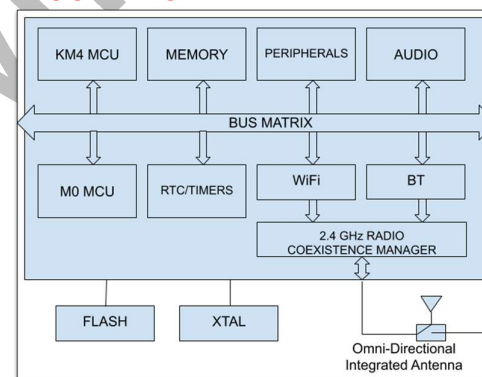 KM4 MCU
MEMORY
PERIPHERALS
AUDIO
BUS MATRIX
M0 MCU
RTC/TIMERS
WiFi
BT
2.4 GHz RADIO
COEXISTENCE MANAGER
FLASH
XTAL
Omni-Directional
Integrated Antenna